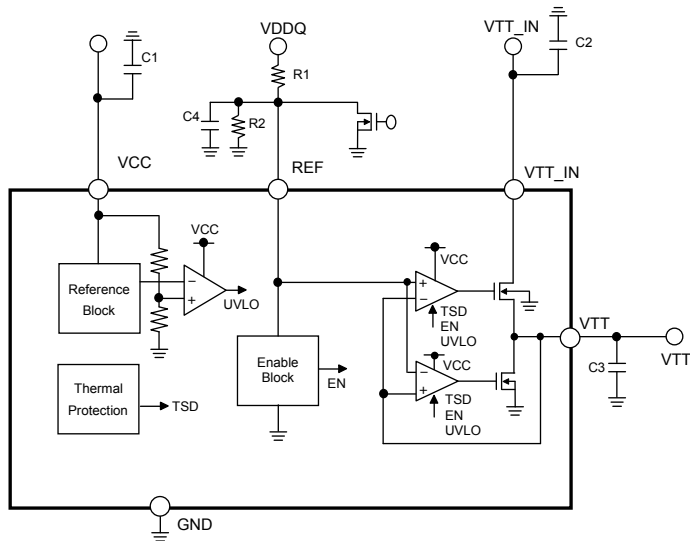 VDDQ
VTT_IN
C1
R1
C2
C4
R2
VCC
REF
VTT_IN
VCC
VCC
Reference
Block
−
+
UVLO
+
−
TSD
EN
UVLO
VTT
Enable
Block
EN
VCC
−
+
C3
VTT
Thermal
Protection
TSD
TSD
EN
UVLO
GND